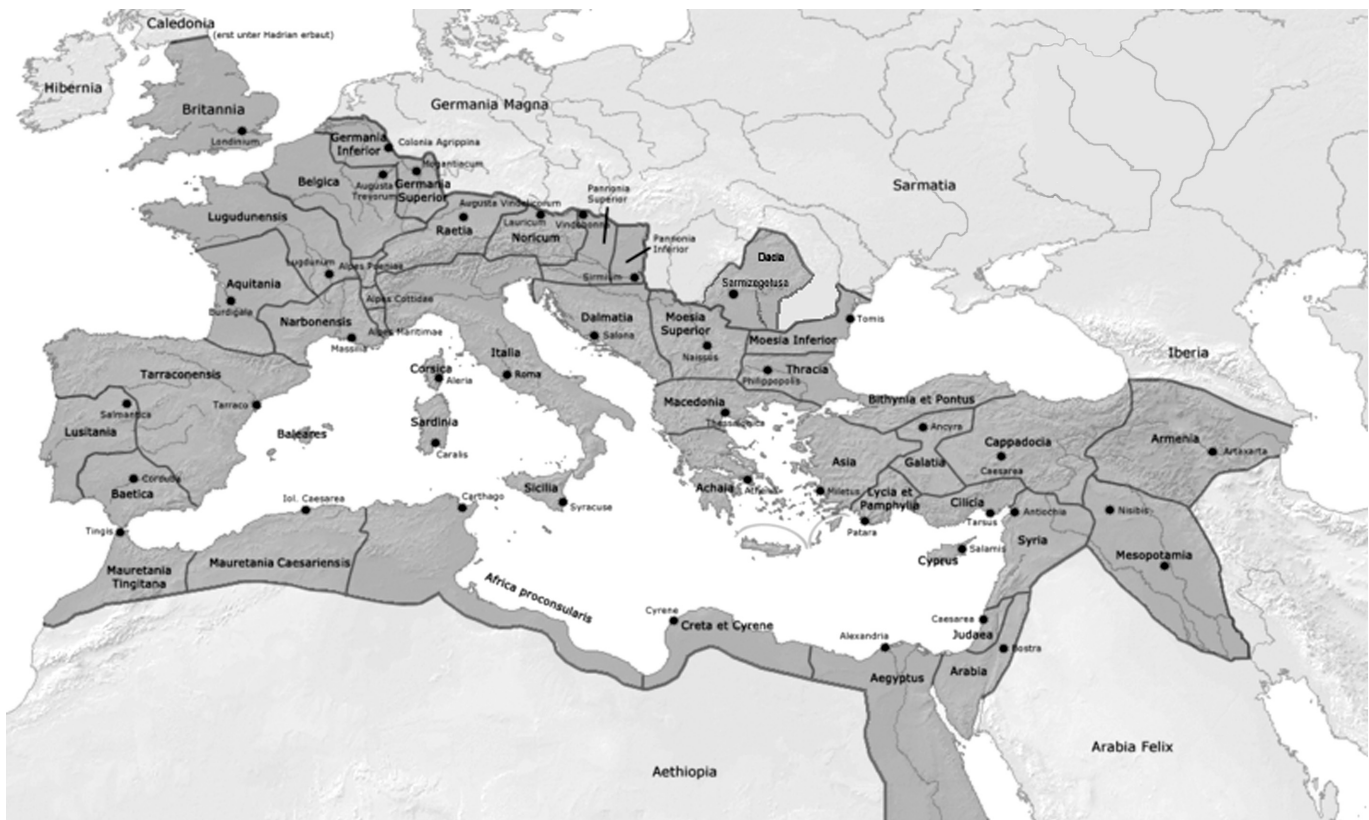 Caledonia
(erst unter Hadrian erbaut)
Hibernia
Britannia
Londinium
Germania Magna
Germania
Inferior
Colonia Agrippina
Mogantiacum
Belgica
Augusta
Treyorum
Germania
Superior
Sarmatia
Pannonia
Superior
Lugudunensis
Augusta Vindelicorum
Lauricum
Vindobonna
Raetia
Noricum
Pannonia
Inferior
Dacia
Lugdunum
Alpes Poeniae
Sirmium
Sarmizegetusa
Aquitania
Burdigala
Alpes Cottidae
Narbonensis
Alpes Maritimae
Massilia
Dalmatia
Salona
Moesia
Superior
Naissus
Moesia Inferior
Tomis
Italia
Roma
Iberia
Corsica
Aleria
Thracia
Philippopolis
Tarraconensis
Tarraco
Salmantica
Lusitania
Baleares
Sardinia
Caralis
Macedonia
Thessalonica
Bithynia et Pontus
Ancyra
Cappadocia
Caesarea
Armenia
Artaxarta
Asia
Galatia
Corduba
Baetica
Sicilia
Syracuse
Achaia
Athenae
Miletus
Lycia et
Pamphylia
Patara
Cilicia
Tarsus
Antiochia
Nisibis
Iol. Caesarea
Carthago
Tingis
Syria
Mesopotamia
Salamis
Cyprus
Mauretania
Tingitana
Mauretania Caesariensis
Africa proconsularis
Cyrene
Creta et Cyrene
Alexandria
Caesarea
Judaea
Bostra
Aegyptus
Arabia
Arabia Felix
Aethiopia